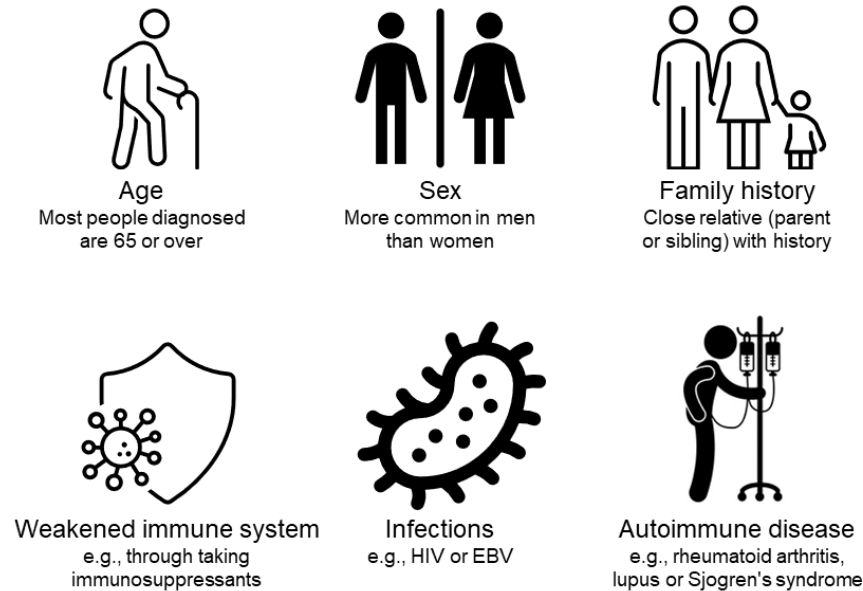 Age
Most people diagnosed
are 65 or over
Sex
More common in men
than women
Family history
Close relative (parent
or sibling) with history
Weakened immune system
e.g., through taking
immunosuppressants
Infections
e.g., HIV or EBV
Autoimmune disease
e.g., rheumatoid arthritis,
lupus or Sjogren's syndrome